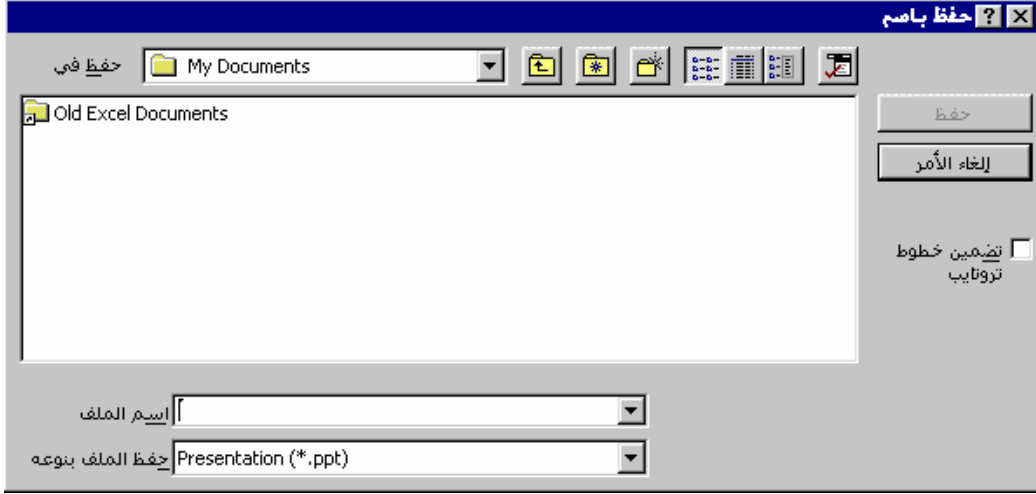 حفظ باسم
حفظ في
My Documents
Old Excel Documents
حفظ
إلغاء الأمر
تضمين خطوط
تروتايب
اسم الملف
حفظ الملف بنوعه
Presentation (*.ppt)